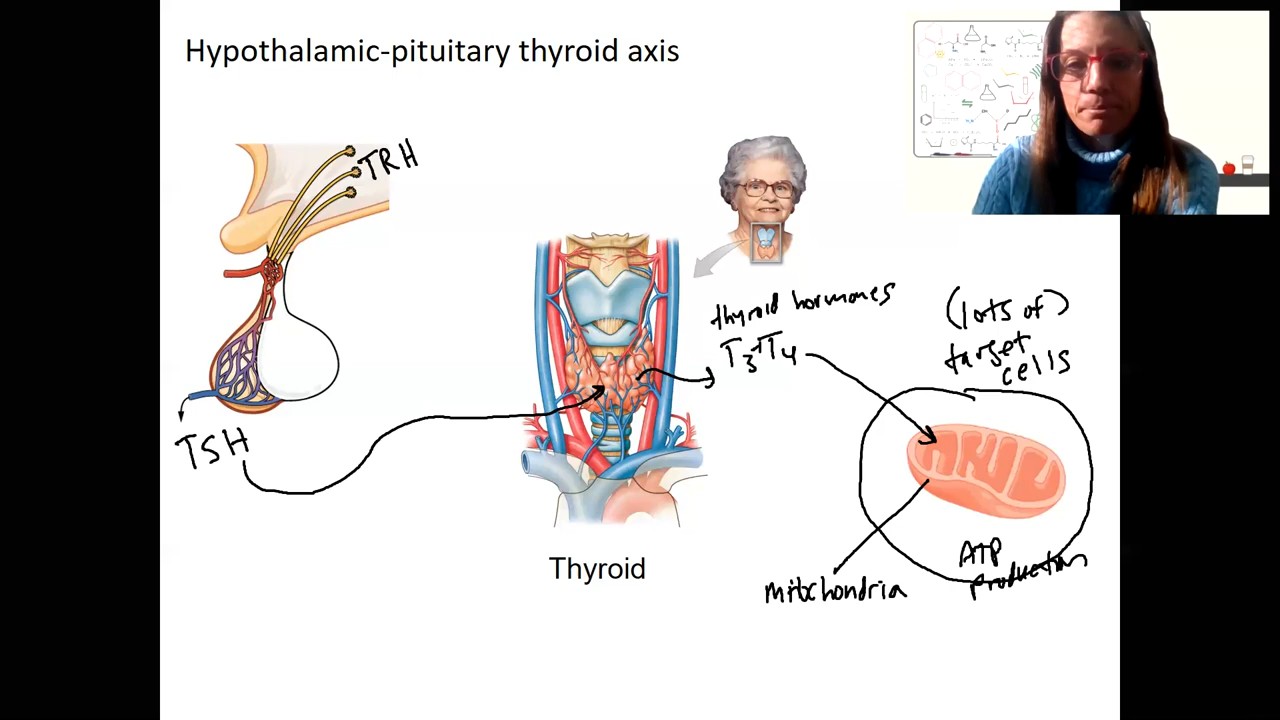 Hypothalamic-pituitary thyroid axis
TRH
TSH
thyroid hormones
T3+T4
(lots of)
target
cells
ATP
production
mitochondria
Thyroid